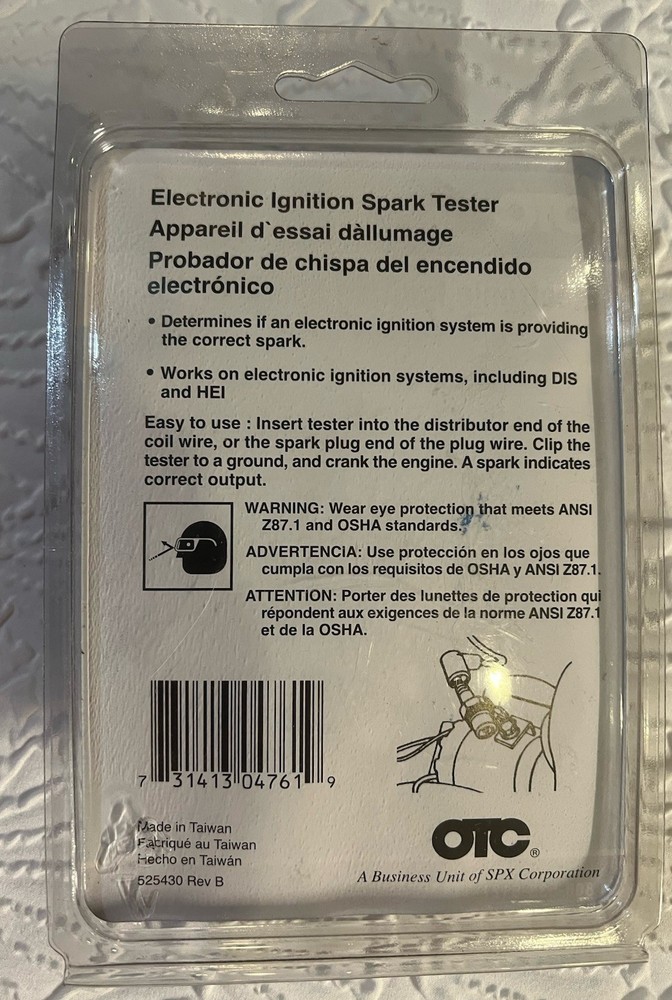 Electronic Ignition Spark Tester
Appareil d`essai dàllumage
Probador de chispa del encendido
electrónico
• Determines if an electronic ignition system is providing
the correct spark.
• Works on electronic ignition systems, including DIS
and HEI
Easy to use : Insert tester into the distributor end of the
coil wire, or the spark plug end of the plug wire. Clip the
tester to a ground, and crank the engine. A spark indicates
correct output.
WARNING: Wear eye protection that meets ANSI
Z87.1 and OSHA standards.
ADVERTENCiA: Use protección en los ojos que
cumpla con los requisitos de OSHA y ANSI Z87.1.
ATTENTION: Porter des lunettes de protection qui
répondent aux exigences de la norme ANSI Z87.1
et de la OSHA.
7 31413 04761 9
Made in Taiwan
Fabriqué au Taiwan
Hecho en Taiwán
525430 Rev B
OTC®
A Business Unit of SPX Corporation